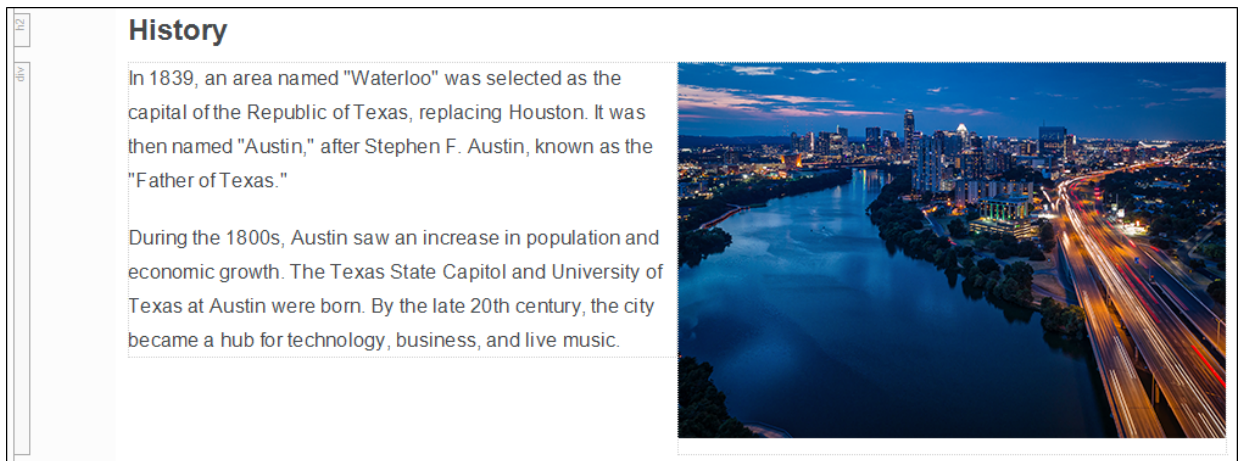 h2
History
div
In 1839, an area named "Waterloo" was selected as the
capital of the Republic of Texas, replacing Houston. It was
then named "Austin," after Stephen F. Austin, known as the
"Father of Texas."
During the 1800s, Austin saw an increase in population and
economic growth. The Texas State Capitol and University of
Texas at Austin were born. By the late 20th century, the city
became a hub for technology, business, and live music.